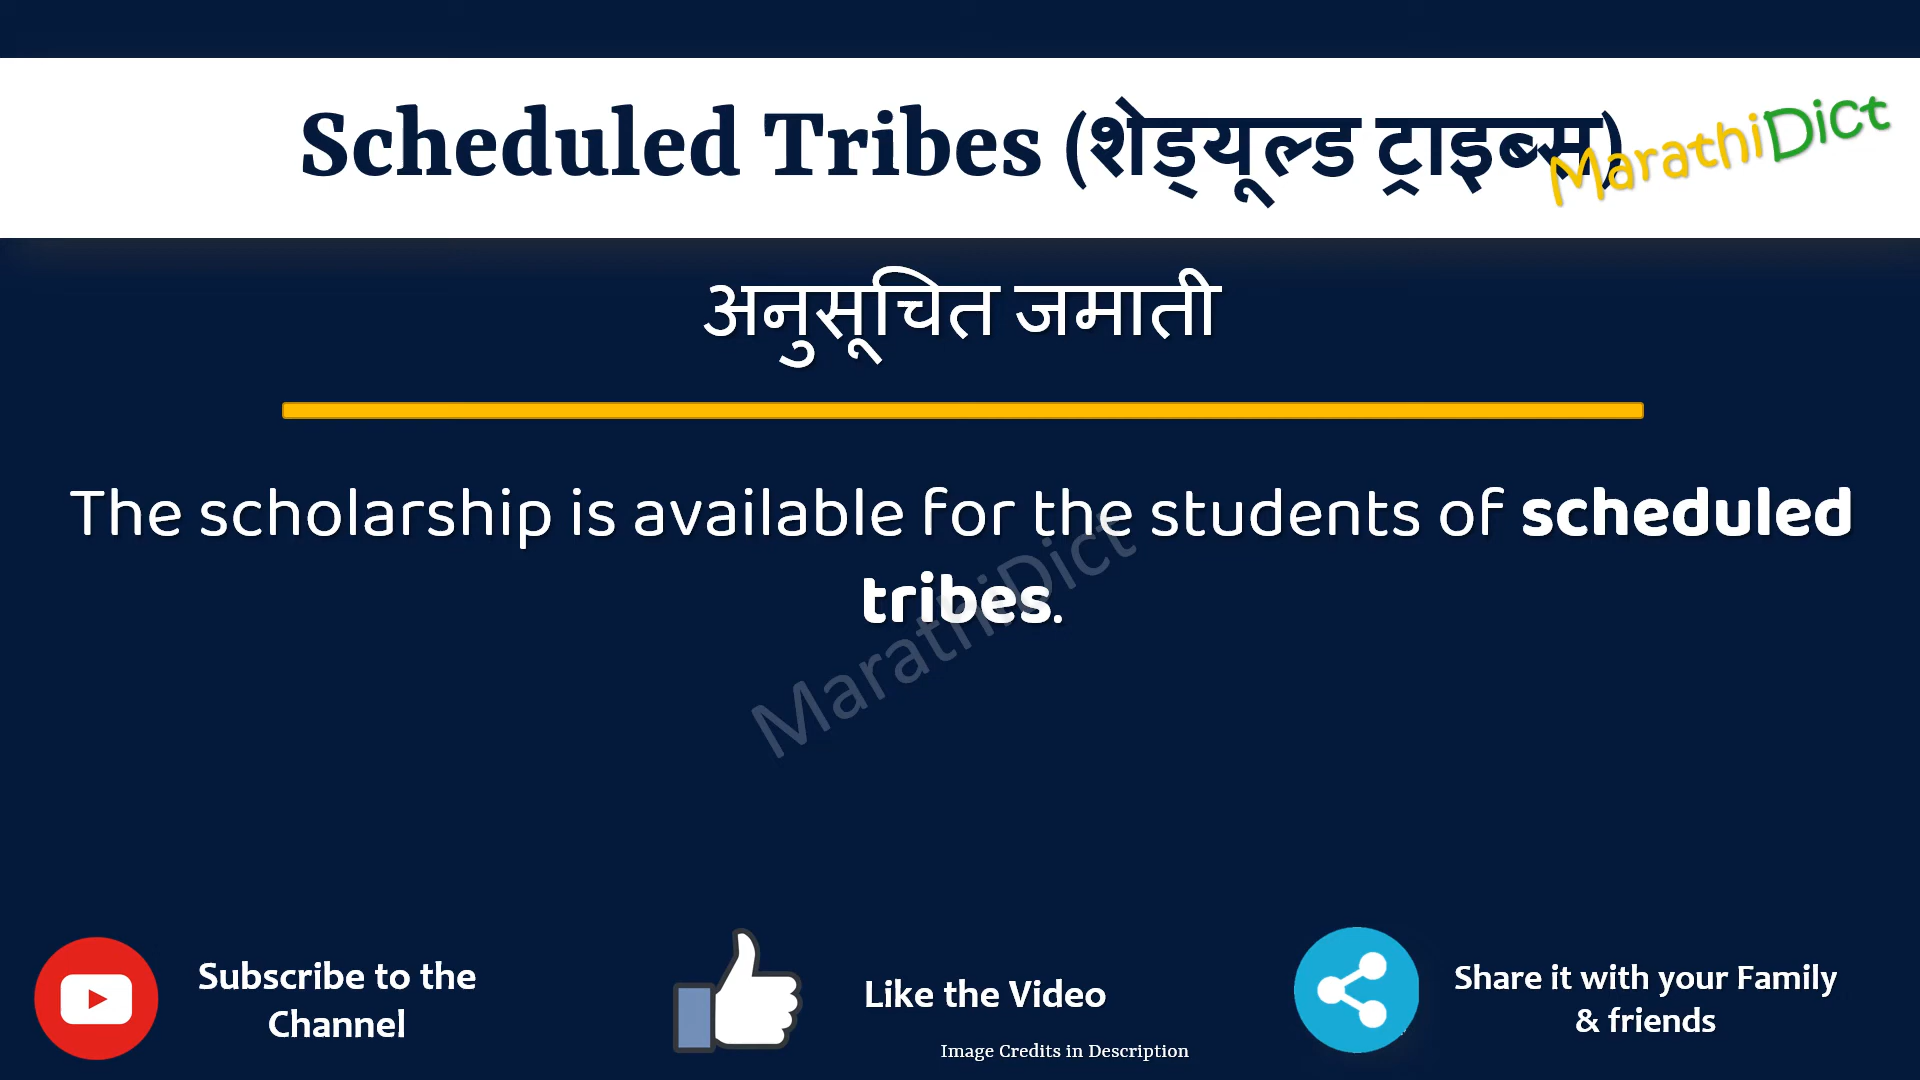 Scheduled Tribes (शेड्यूल्ड ट्राइब्स)
MarathiDict
अनुसूचित जमाती
The scholarship is available for the students of scheduled
tribes.
MarathiDict
Subscribe to the
Channel
Like the Video
Share it with your Family
& friends
Image Credits in Description